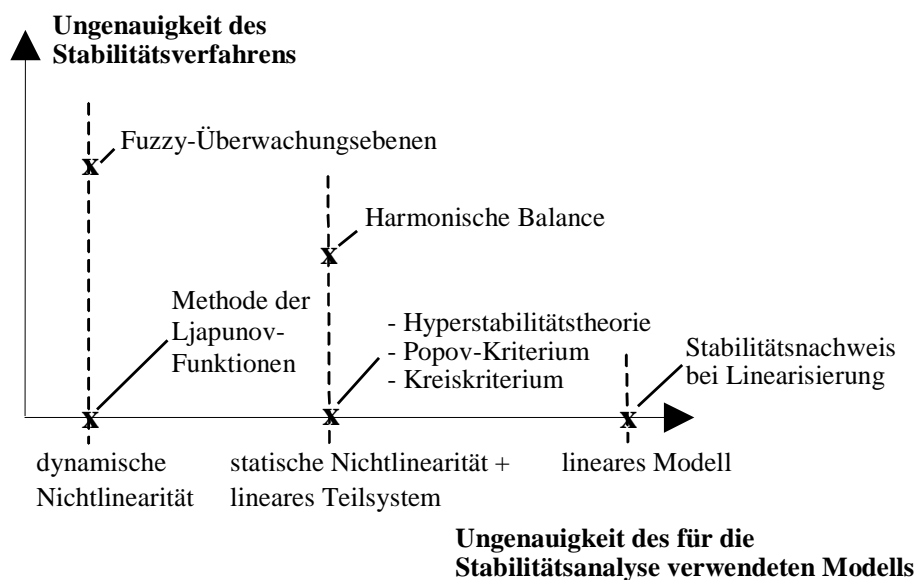 Ungenauigkeit des
Stabilitätsverfahrens
Fuzzy-Überwachungsebenen
x
Harmonische Balance
x
Methode der
Ljapunov-
Funktionen
- Hyperstabilitätstheorie
- Popov-Kriterium
- Kreiskriterium
Stabilitätsnachweis
bei Linearisierung
x
x
x
dynamische
Nichtlinearität
statische Nichtlinearität +
lineares Teilsystem
lineares Modell
Ungenauigkeit des für die
Stabilitätsanalyse verwendeten Modells